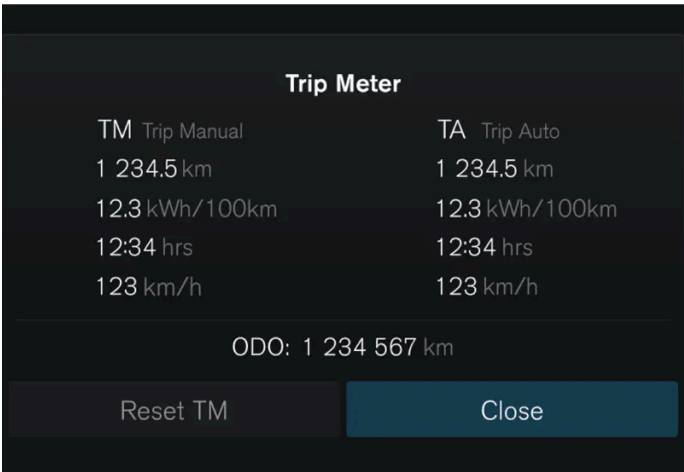 Trip Meter
TM Trip Manual
1 234.5 km
12.3 kWh/100km
12:34 hrs
123 km/h
TA Trip Auto
1 234.5 km
12.3 kWh/100km
12:34 hrs
123 km/h
ODO: 1 234 567 km
Reset TM
Close